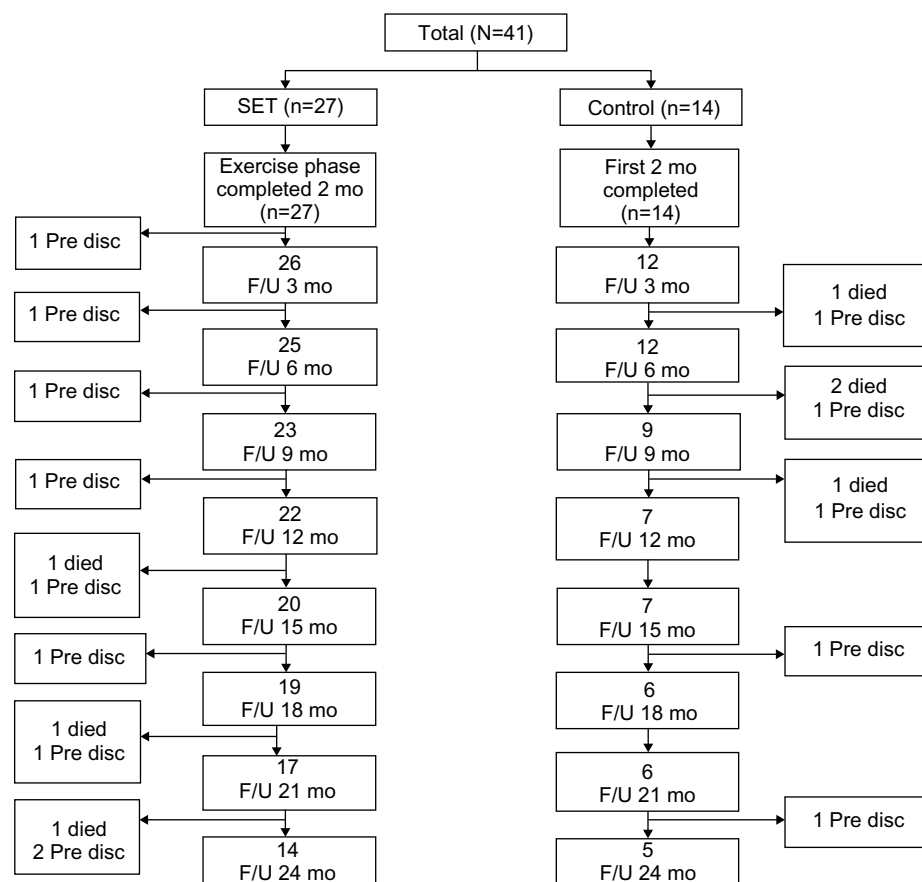 Total (N=41)
SET (n=27)
Control (n=14)
Exercise phase
completed 2 mo
(n=27)
First 2 mo
completed
(n=14)
1 Pre disc
26
F/U 3 mo
12
F/U 3 mo
1 died
1 Pre disc
1 Pre disc
25
F/U 6 mo
12
F/U 6 mo
2 died
1 Pre disc
1 Pre disc
23
F/U 9 mo
9
F/U 9 mo
1 died
1 Pre disc
1 Pre disc
22
F/U 12 mo
7
F/U 12 mo
1 died
1 Pre disc
20
F/U 15 mo
7
F/U 15 mo
1 Pre disc
1 Pre disc
19
F/U 18 mo
6
F/U 18 mo
1 died
1 Pre disc
17
F/U 21 mo
6
F/U 21 mo
1 Pre disc
1 died
2 Pre disc
14
F/U 24 mo
5
F/U 24 mo